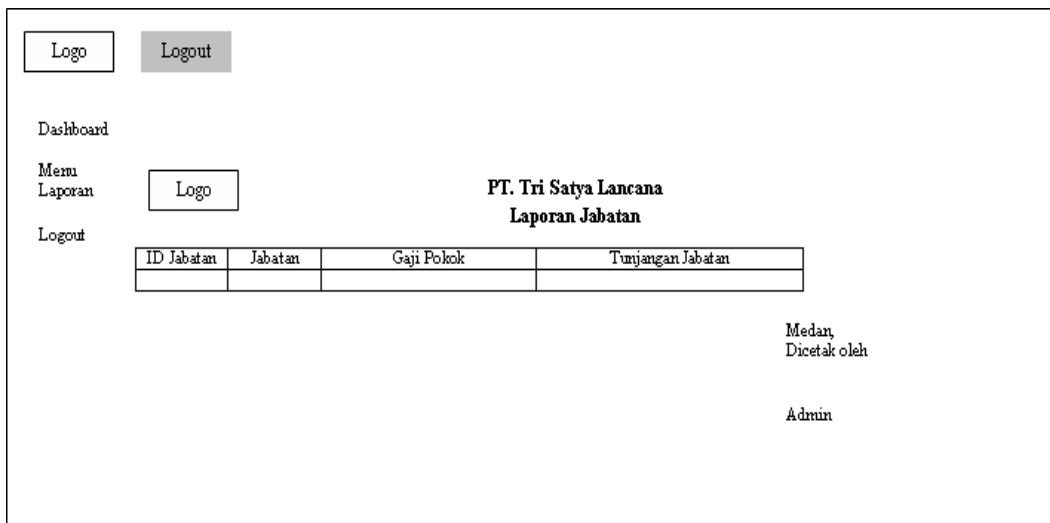 Logo
Logout
Dashboard
Menu
Laporan
Logout
Logo
PT. Tri Satya Lancana
Laporan Jabatan
ID Jabatan Jabatan Gaji Pokok Tunjangan Jabatan
Medan,
Dicetak oleh
Admin